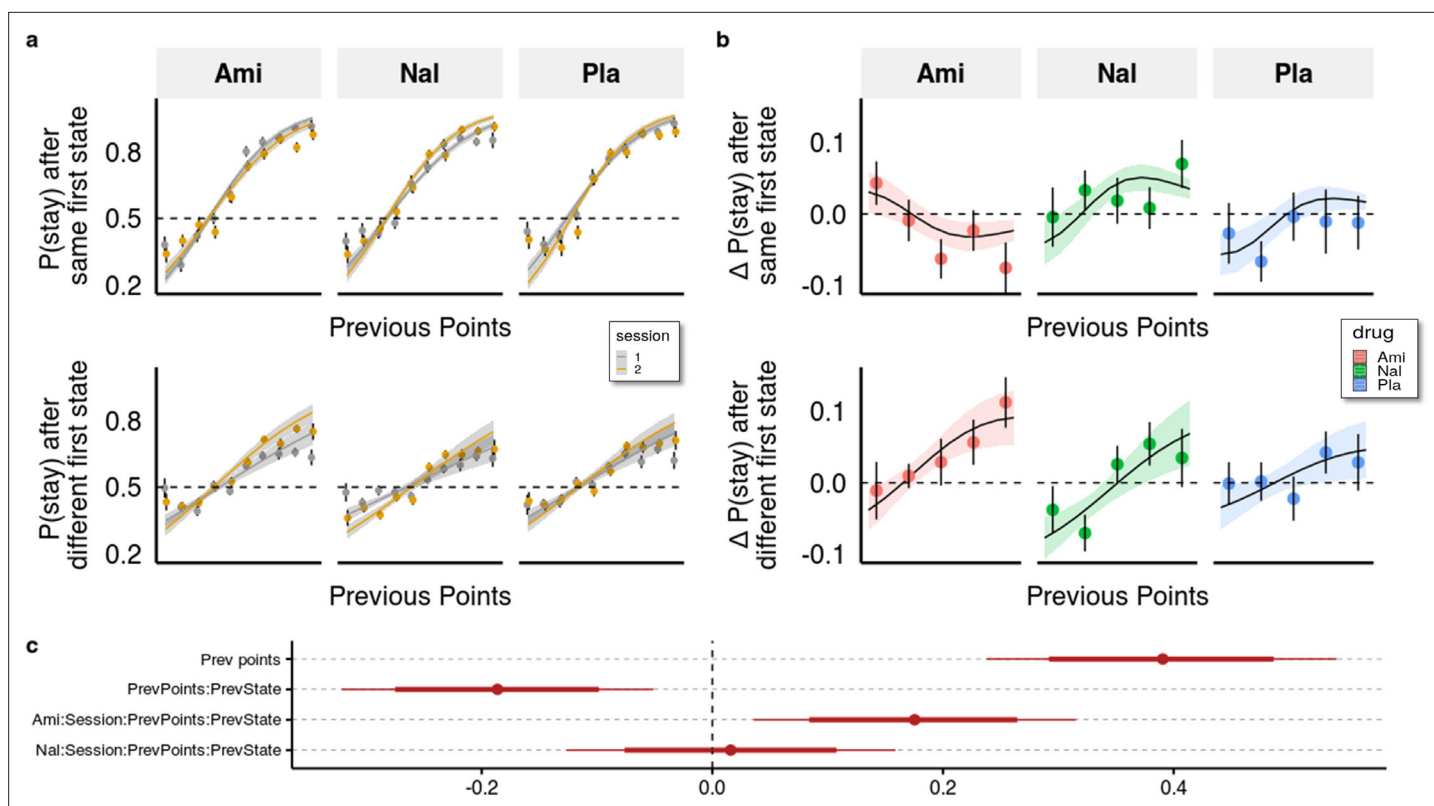 a
Ami Nal Pla
P(stay) after
same first state
0.8
0.5
0.2
Previous Points
session
1
2
P(stay) after
different first state
0.8
0.5
0.2
Previous Points
b
Ami Nal Pla
Δ P(stay) after
same first state
0.1
0.0
-0.1
Previous Points
drug
Ami
Nal
Pla
Δ P(stay) after
different first state
0.1
0.0
-0.1
Previous Points
c
Prev points
PrevPoints:PrevState
Ami:Session:PrevPoints:PrevState
Nal:Session:PrevPoints:PrevState
-0.2 0.0 0.2 0.4